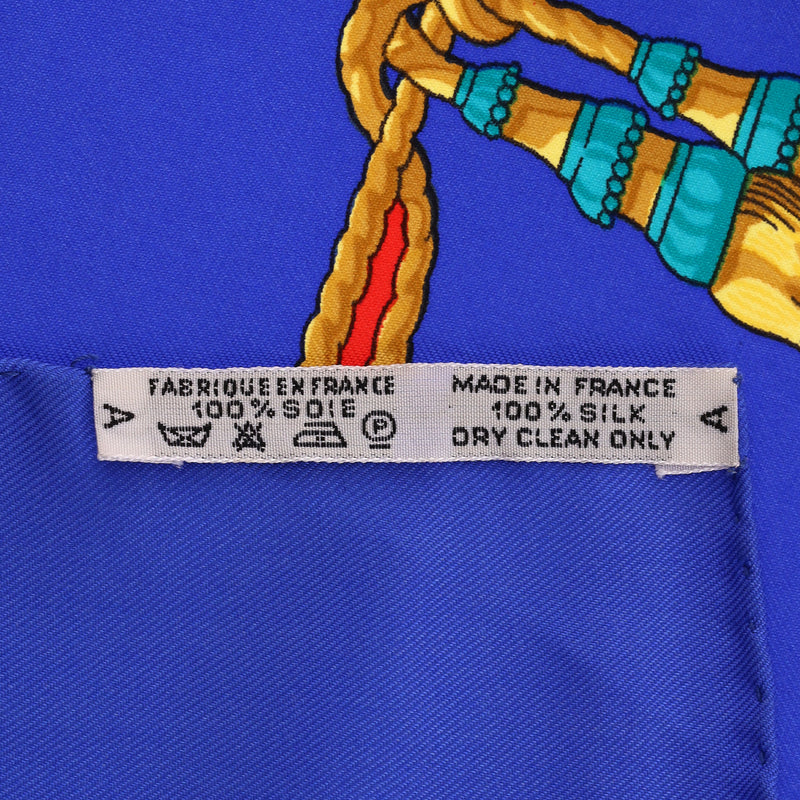 FABRIQUE EN FRANCE
100% SOIE
P
A
MADE IN FRANCE
100% SILK
DRY CLEAN ONLY
A